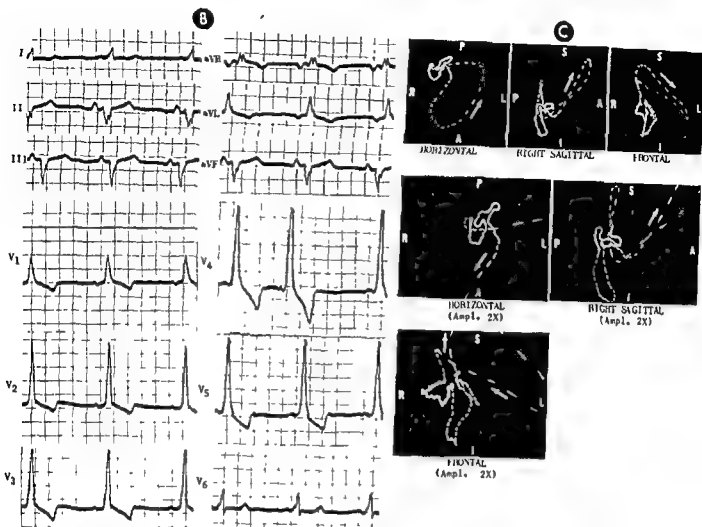 B
C
I
aVR
II
aVL
III
aVF
V1
V4
V2
V5
V3
V6
P
R
L
A
HORIZONTAL
S
P
A
I
RIGHT SAGITTAL
S
R
L
I
FRONTAL
P
R
L
A
HORIZONTAL
(Ampl. 2X)
S
P
A
I
RIGHT SAGITTAL
(Ampl. 2X)
S
R
L
I
FRONTAL
(Ampl. 2X)